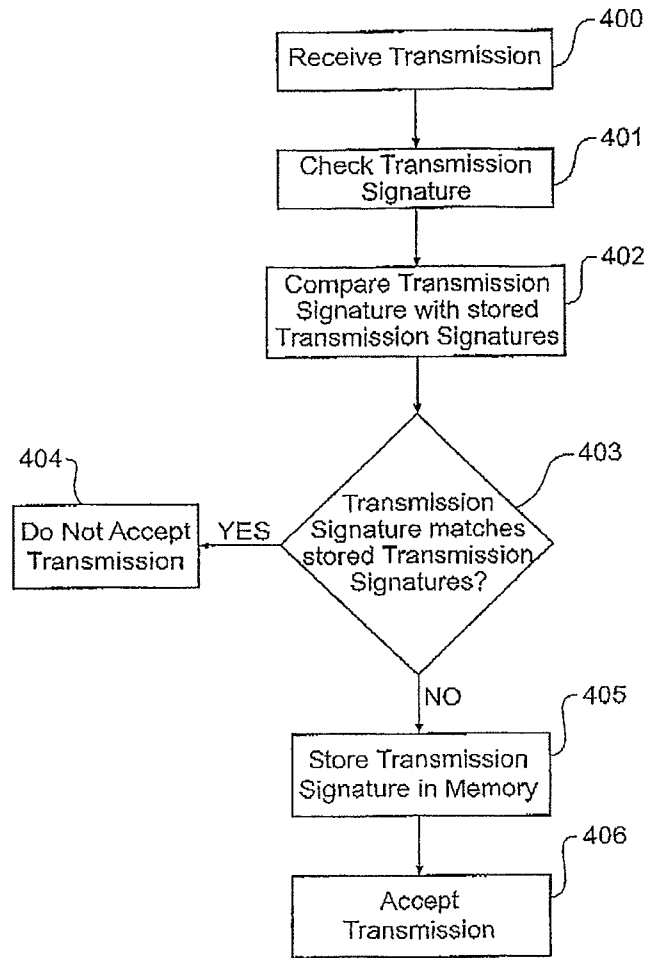 400
Receive Transmission
401
Check Transmission
Signature
402
Compare Transmission
Signature with stored
Transmission Signatures
403
Transmission
Signature matches
stored Transmission
Signatures?
404
YES
Do Not Accept
Transmission
NO
405
Store Transmission
Signature in Memory
406
Accept
Transmission